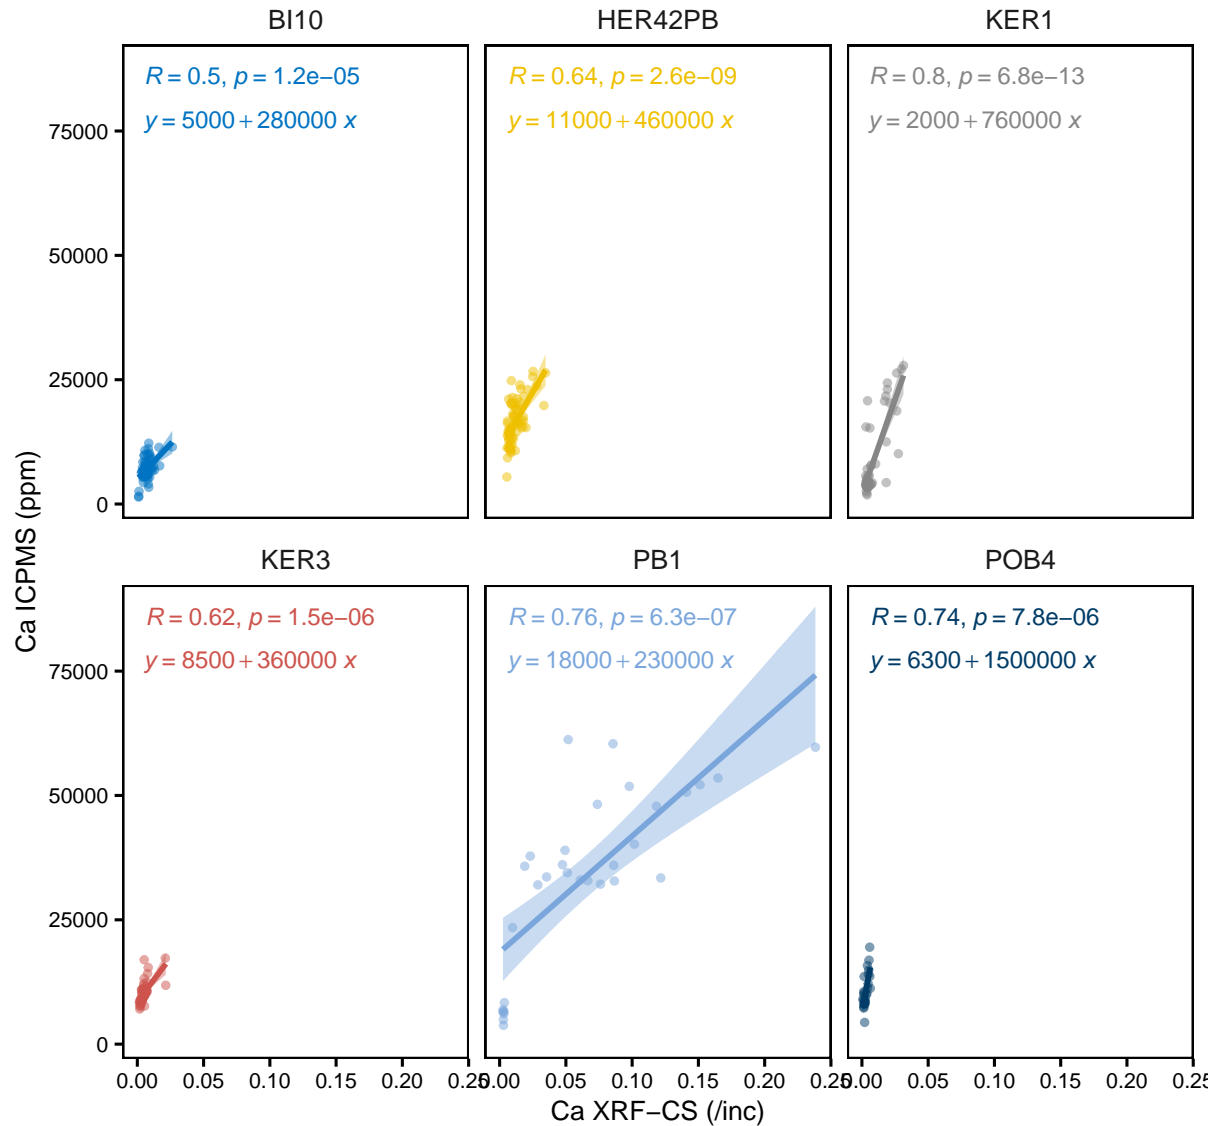 BI10
HER42PB
KER1
R = 0.5, p = 1.2e−05
y = 5000 + 280000 x
R = 0.64, p = 2.6e−09
y = 11000 + 460000 x
R = 0.8, p = 6.8e−13
y = 2000 + 760000 x
75000
50000
25000
0
Ca ICPMS (ppm)
KER3
PB1
POB4
R = 0.62, p = 1.5e−06
y = 8500 + 360000 x
R = 0.76, p = 6.3e−07
y = 18000 + 230000 x
R = 0.74, p = 7.8e−06
y = 6300 + 1500000 x
75000
50000
25000
0
0.00 0.05 0.10 0.15 0.20 0.25
0.00 0.05 0.10 0.15 0.20 0.25
0.00 0.05 0.10 0.15 0.20 0.25
Ca XRF−CS (/inc)